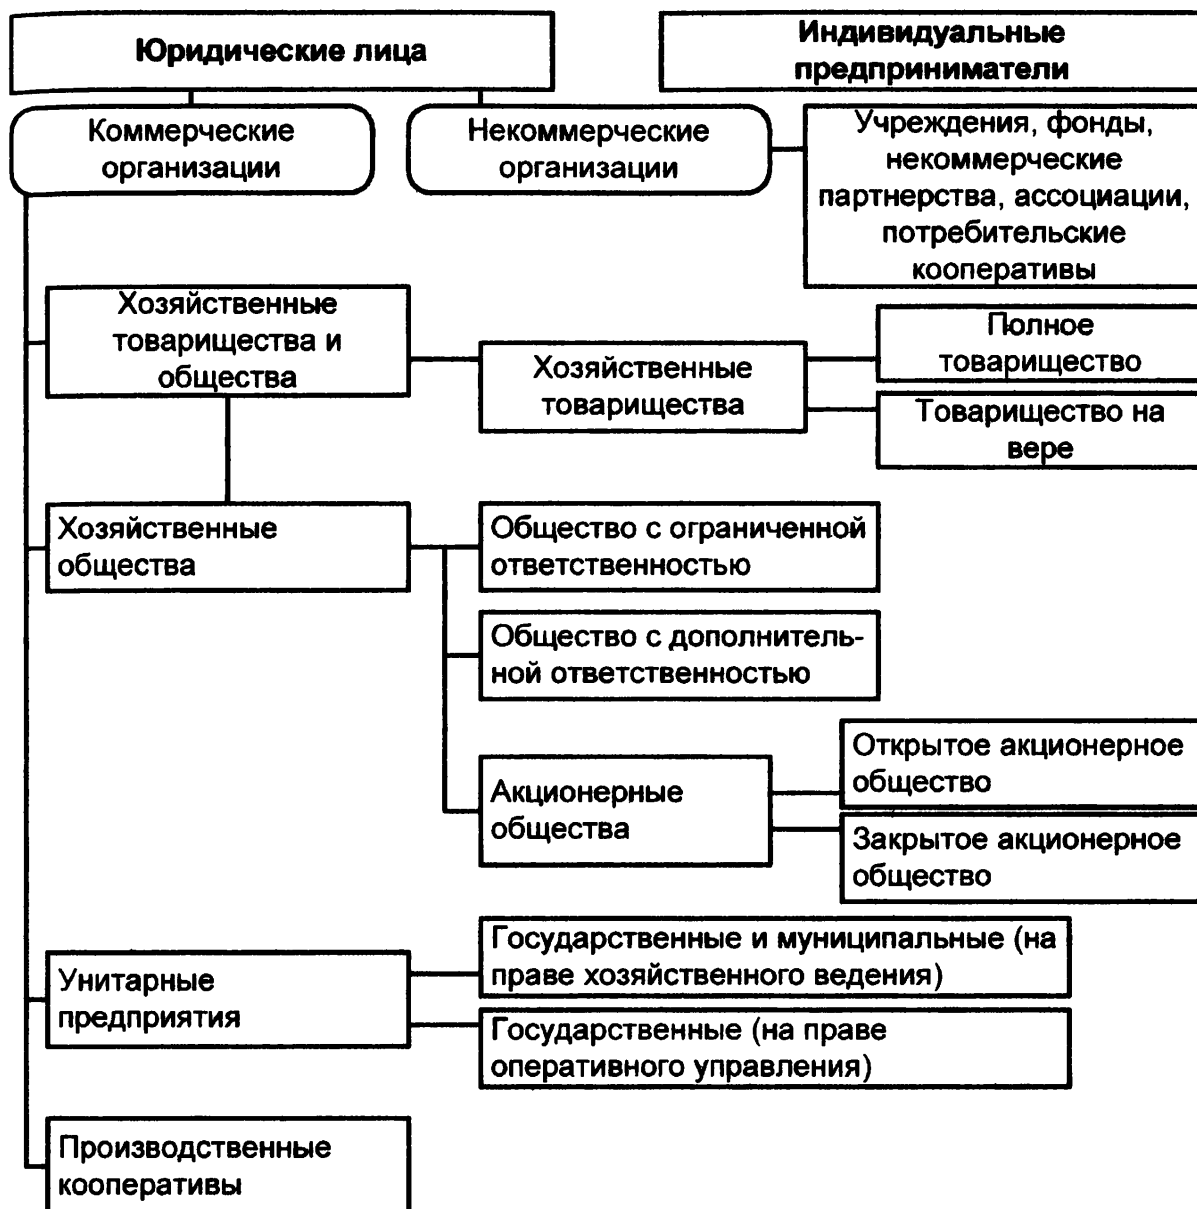 Юридические лица
Индивидуальные
предприниматели
Коммерческие
организации
Некоммерческие
организации
Учреждения, фонды,
некоммерческие
партнерства, ассоциации,
потребительские
кооперативы
Хозяйственные
товарищества и
общества
Хозяйственные
товарищества
Полное
товарищество
Товарищество на
вере
Хозяйственные
общества
Общество с ограниченной
ответственностью
Общество с дополнитель-
ной ответственностью
Акционерные
общества
Открытое акционерное
общество
Закрытое акционерное
общество
Унитарные
предприятия
Государственные и муниципальные (на
праве хозяйственного ведения)
Государственные (на праве
оперативного управления)
Производственные
кооперативы